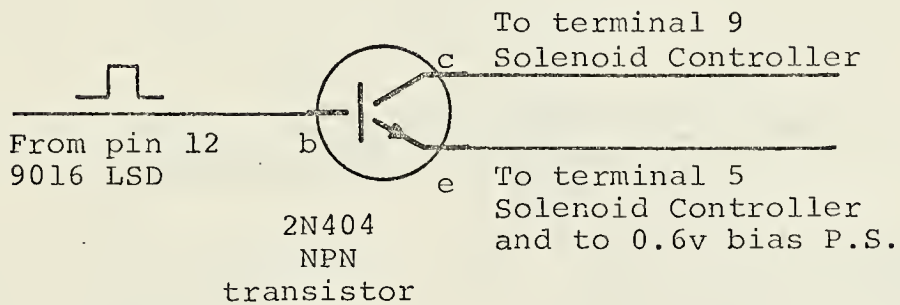 To terminal 9
Solenoid Controller
c
From pin 12
9016 LSD
b
e
To terminal 5
Solenoid Controller
and to 0.6v bias P.S.
2N404
NPN
transistor